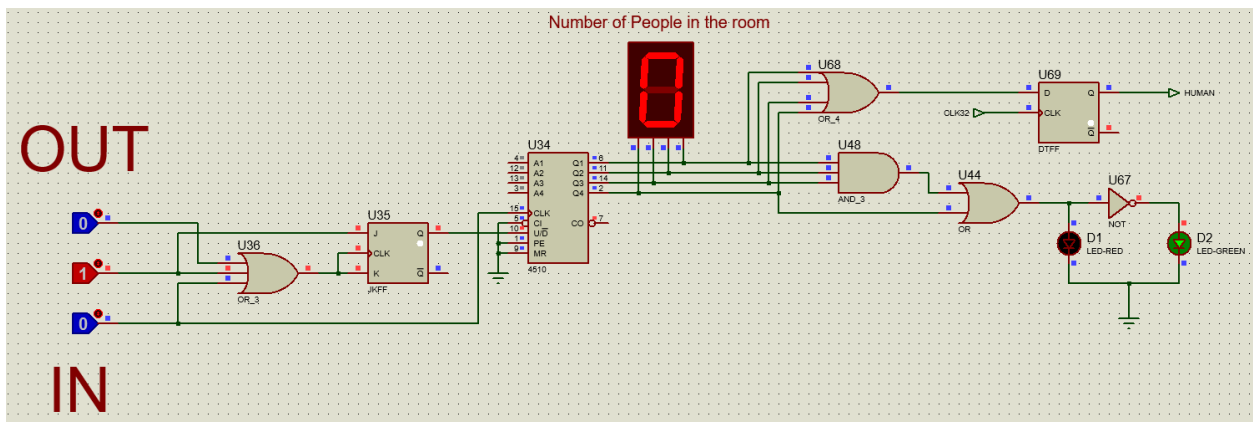 Number of People in the room
OUT
IN
0
1
0
U36
OR_3
U35
J
Q
CLK
K
Q
JKFF
U34
4 A1 Q1 6
12 A2 Q2 11
13 A3 Q3 14
3 A4 Q4 2
15 CLK
5 CI CO 7
10 U/D
1 PE
9 MR
4510
0
U68
OR_4
U48
AND_3
U44
OR
U69
D Q
CLK
Q
DTFF
CLK32
HUMAN
U67
NOT
D1
LED-RED
D2
LED-GREEN